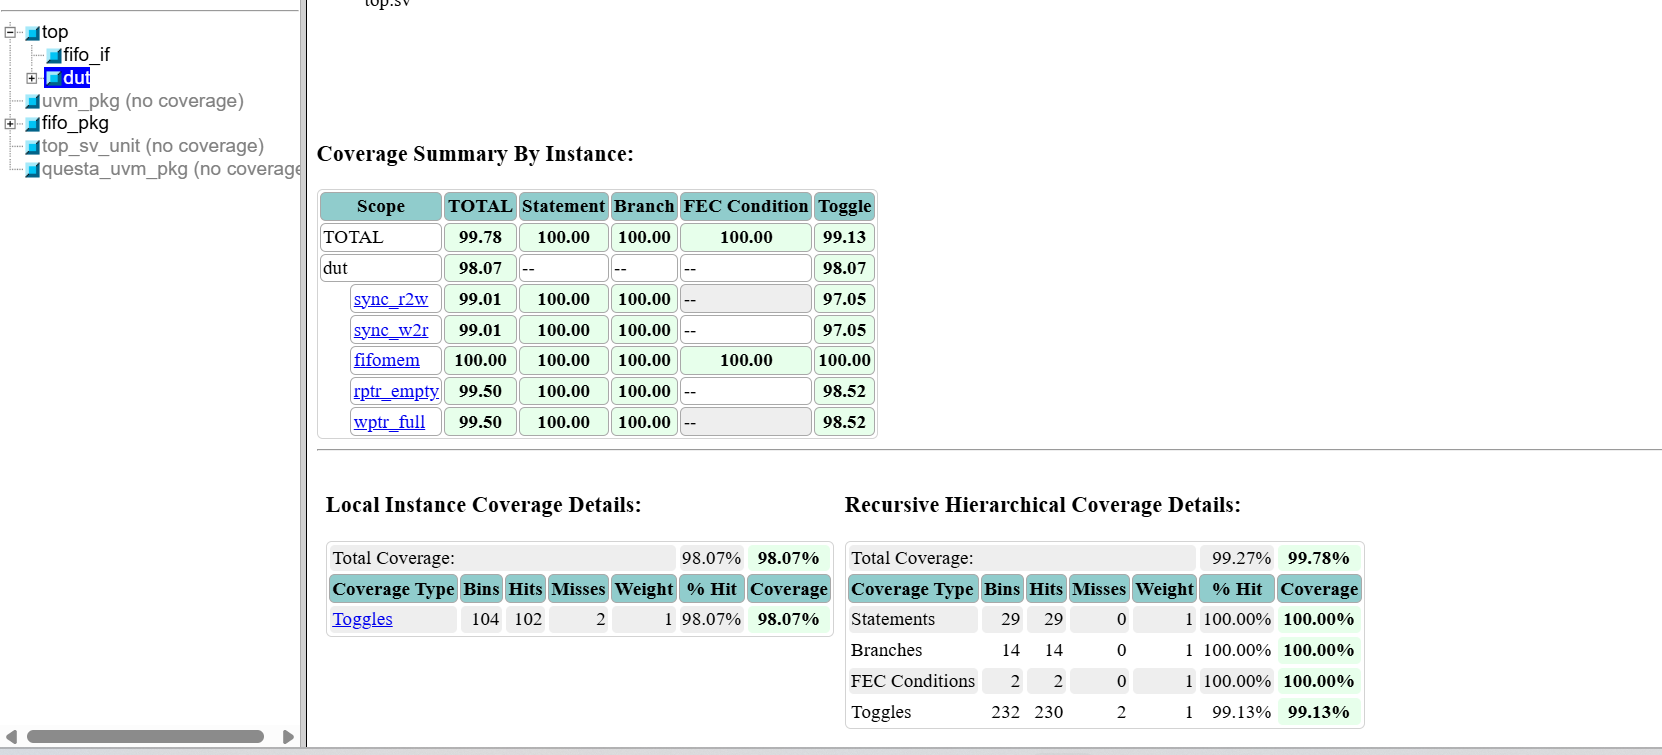 top
fifo_if
dut
uvm_pkg (no coverage)
fifo_pkg
top_sv_unit (no coverage)
questa_uvm_pkg (no coverage
top.sv
Coverage Summary By Instance:
Scope TOTAL Statement Branch FEC Condition Toggle
TOTAL 99.78 100.00 100.00 100.00 99.13
dut 98.07 -- -- -- 98.07
sync_r2w 99.01 100.00 100.00 -- 97.05
sync_w2r 99.01 100.00 100.00 -- 97.05
fifomem 100.00 100.00 100.00 100.00 100.00
rptr_empty 99.50 100.00 100.00 -- 98.52
wptr_full 99.50 100.00 100.00 -- 98.52
Local Instance Coverage Details:
Total Coverage: 98.07% 98.07%
Coverage Type Bins Hits Misses Weight % Hit Coverage
Toggles 104 102 2 1 98.07% 98.07%
Recursive Hierarchical Coverage Details:
Total Coverage: 99.27% 99.78%
Coverage Type Bins Hits Misses Weight % Hit Coverage
Statements 29 29 0 1 100.00% 100.00%
Branches 14 14 0 1 100.00% 100.00%
FEC Conditions 2 2 0 1 100.00% 100.00%
Toggles 232 230 2 1 99.13% 99.13%